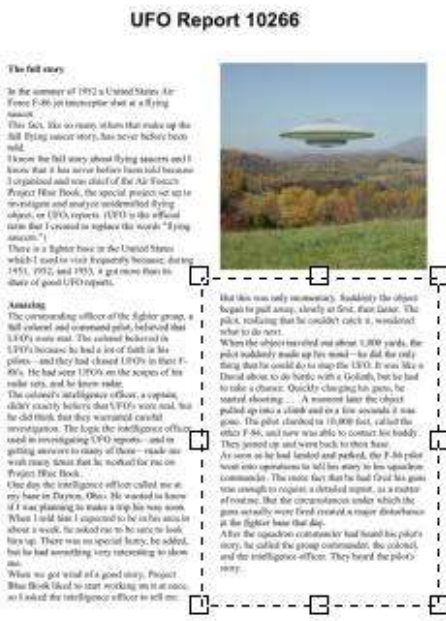 UFO Report 10266
The full story
In the summer of 1952 a United States Air
Force F-86 jet interceptor shot at a flying
saucer.
This fact, like so many others that make up the
full flying saucer story, has never before been
told.
I know the full story about flying saucers and I
know that it has never before been told because
I organized and was chief of the Air Force's
Project Blue Book, the special project set up to
investigate and analyze unidentified flying
object, or UFO, reports. (UFO is the official
term that I created to replace the words "flying
saucers.")
There is a fighter base in the United States
which I used to visit frequently because, during
1951, 1952, and 1953, it got more than its
share of good UFO reports.
Amazing
The commanding officer of the fighter group, a
full colonel and command pilot, believed that
UFO's were real. The colonel believed in
UFO's because he had a lot of faith in his
pilots—and they had chased UFO's in their F-
86's. He had seen UFO's on the scopes of his
radar sets, and he knew radar.
The colonel's intelligence officer, a captain,
didn't exactly believe that UFO's were real, but
he did think that they warranted careful
investigation. The logic the intelligence officer
used in investigating UFO reports—and in
getting answers to many of them—made me
wish many times that he worked for me on
Project Blue Book.
One day the intelligence officer called me at
my base in Dayton, Ohio. He wanted to know
if I was planning to make a trip his way soon.
When I told him I expected to be in his area in
about a week, he asked me to be sure to look
him up. There was no special hurry, he added,
but he had something very interesting to show
me.
When we got wind of a good story, Project
Blue Book liked to start working on it at once,
so I asked the intelligence officer to tell me
But this was only momentary. Suddenly the object
began to pull away, slowly at first, then faster. The
pilot, realizing that he couldn't catch it, wondered
what to do next.
When the object traveled out about 1,000 yards, the
pilot suddenly made up his mind—he did the only
thing that he could do to stop the UFO. It was like a
David about to do battle with a Goliath, but he had
to take a chance. Quickly charging his guns, he
started shooting. . . . A moment later the object
pulled up into a climb and in a few seconds it was
gone. The pilot climbed to 10,000 feet, called the
other F-86, and now was able to contact his buddy.
They joined up and went back to their base.
As soon as he had landed and parked, the F-86 pilot
went into operations to tell his story to his squadron
commander. The mere fact that he had fired his guns
was enough to require a detailed report, as a matter
of routine. But the circumstances under which the
guns actually were fired created a major disturbance
at the fighter base that day.
After the squadron commander had heard his pilot's
story, he called the group commander, the colonel,
and the intelligence officer. They heard the pilot's
story.